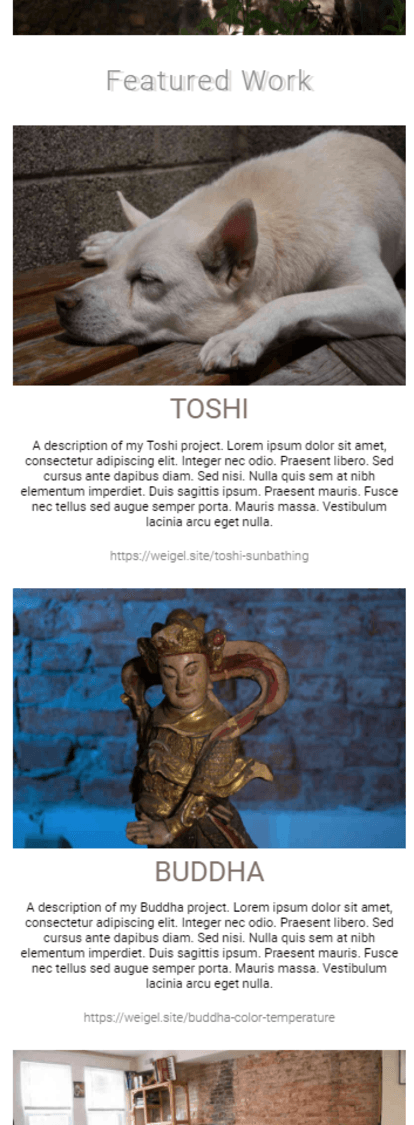 Featured Work
TOSHI
A description of my Toshi project. Lorem ipsum dolor sit amet,
consectetur adipiscing elit. Integer nec odio. Praesent libero. Sed
cursus ante dapibus diam. Sed nisi. Nulla quis sem at nibh
elementum imperdiet. Duis sagittis ipsum. Praesent mauris. Fusce
nec tellus sed augue semper porta. Mauris massa. Vestibulum
lacinia arcu eget nulla.
https://weigel.site/toshi-sunbathing
BUDDHA
A description of my Buddha project. Lorem ipsum dolor sit amet,
consectetur adipiscing elit. Integer nec odio. Praesent libero. Sed
cursus ante dapibus diam. Sed nisi. Nulla quis sem at nibh
elementum imperdiet. Duis sagittis ipsum. Praesent mauris. Fusce
nec tellus sed augue semper porta. Mauris massa. Vestibulum
lacinia arcu eget nulla.
https://weigel.site/buddha-color-temperature